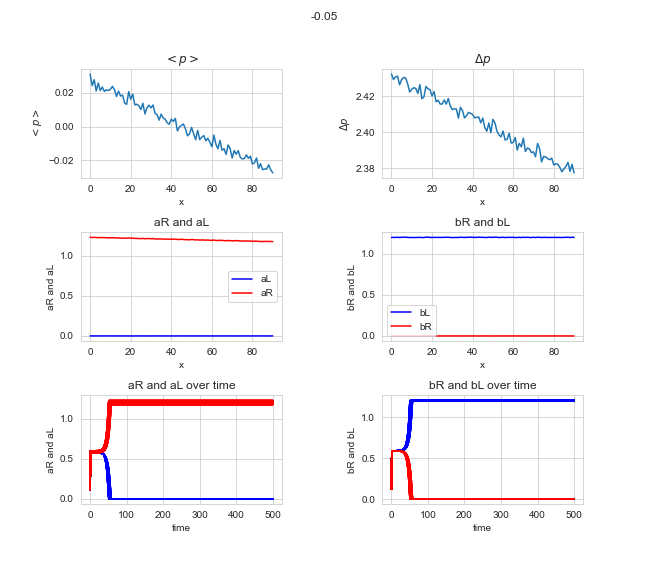 -0.05
< p >
Δp
< p >
0.02
0.00
−0.02
0 20 40 60 80
x
Δp
2.42
2.40
2.38
0 20 40 60 80
x
aR and aL
bR and bL
aR and aL
1.0
0.5
0.0
aL
aR
0 20 40 60 80
x
bR and bL
1.0
0.5
0.0
bL
bR
0 20 40 60 80
x
aR and aL over time
bR and bL over time
aR and aL
1.0
0.5
0.0
0 100 200 300 400 500
time
bR and bL
1.0
0.5
0.0
0 100 200 300 400 500
time